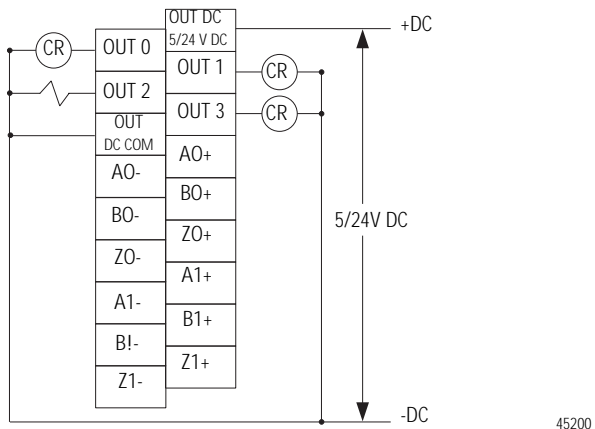 OUT DC
5/24 V DC
+DC
CR
OUT 0
OUT 1
CR
OUT 2
OUT 3
CR
OUT
DC COM
AO+
AO-
BO+
BO-
5/24V DC
ZO+
ZO-
A1+
A1-
B1+
B!-
Z1+
Z1-
-DC
45200